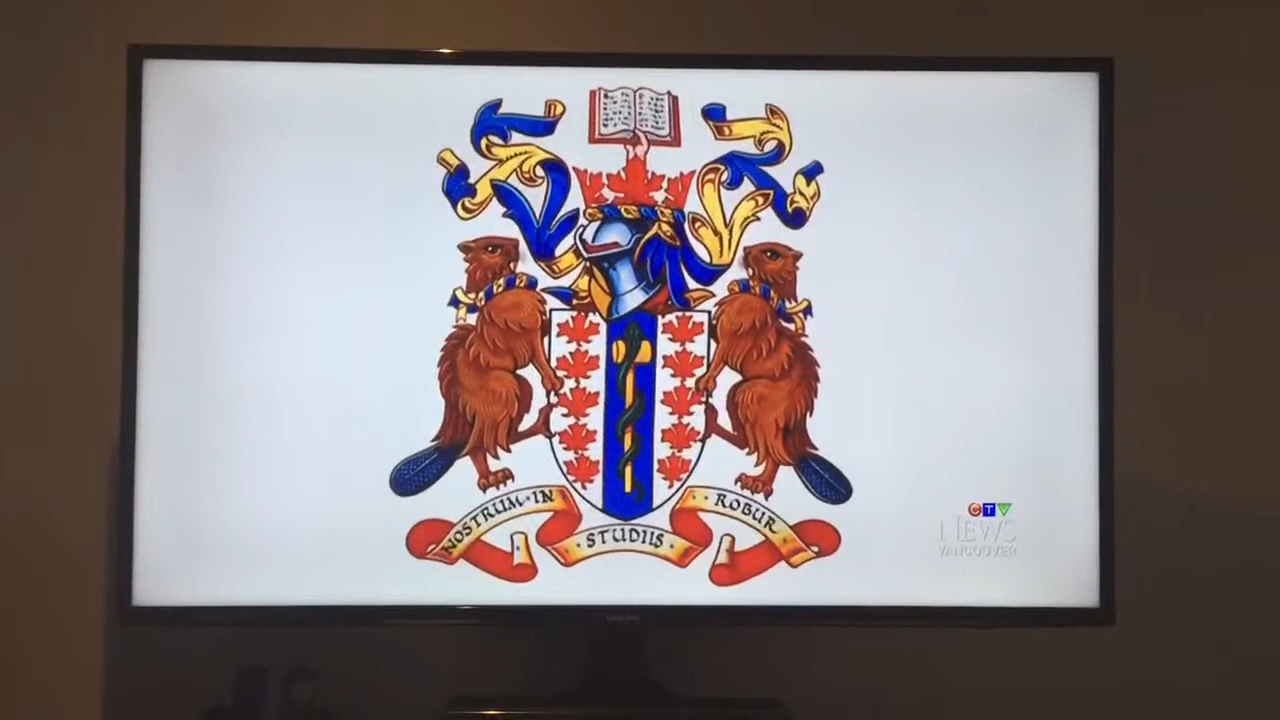 NOSTRUM · IN
· STUDIIS ·
· · ROBUR ·
CTV
NEWS
VANCOUVER